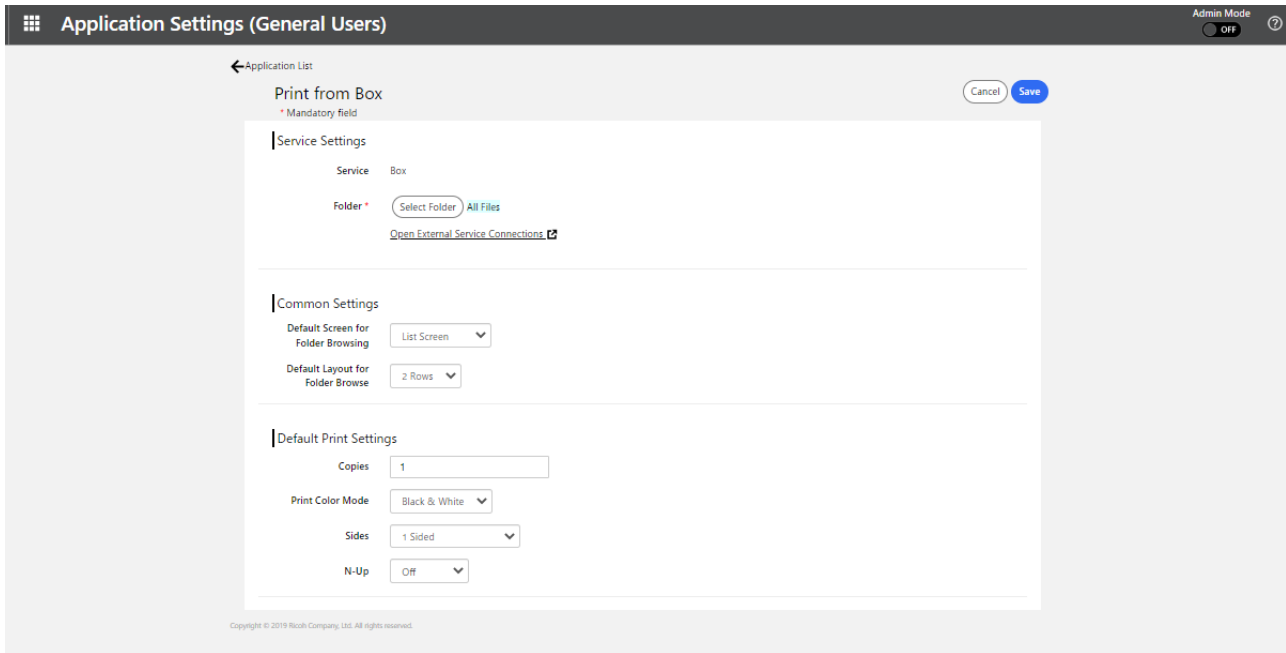 Application Settings (General Users)
Admin Mode
OFF
Application List
Print from Box
Cancel
Save
* Mandatory field
Service Settings
Service
Box
Folder *
Select Folder
All Files
Open External Service Connections
Common Settings
Default Screen for
Folder Browsing
List Screen
Default Layout for
Folder Browse
2 Rows
Default Print Settings
Copies
1
Print Color Mode
Black & White
Sides
1 Sided
N-Up
Off
Copyright © 2019 Ricoh Company, Ltd. All rights reserved.